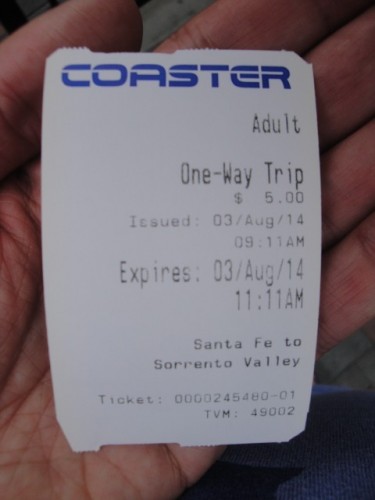 COASTER
Adult
One-Way Trip
$ 5.00
Issued: 03/Aug/14
09:11AM
Expires: 03/Aug/14
11:11AM
Santa Fe to
Sorrento Valley
Ticket: 0000245480-01
TVM: 49002